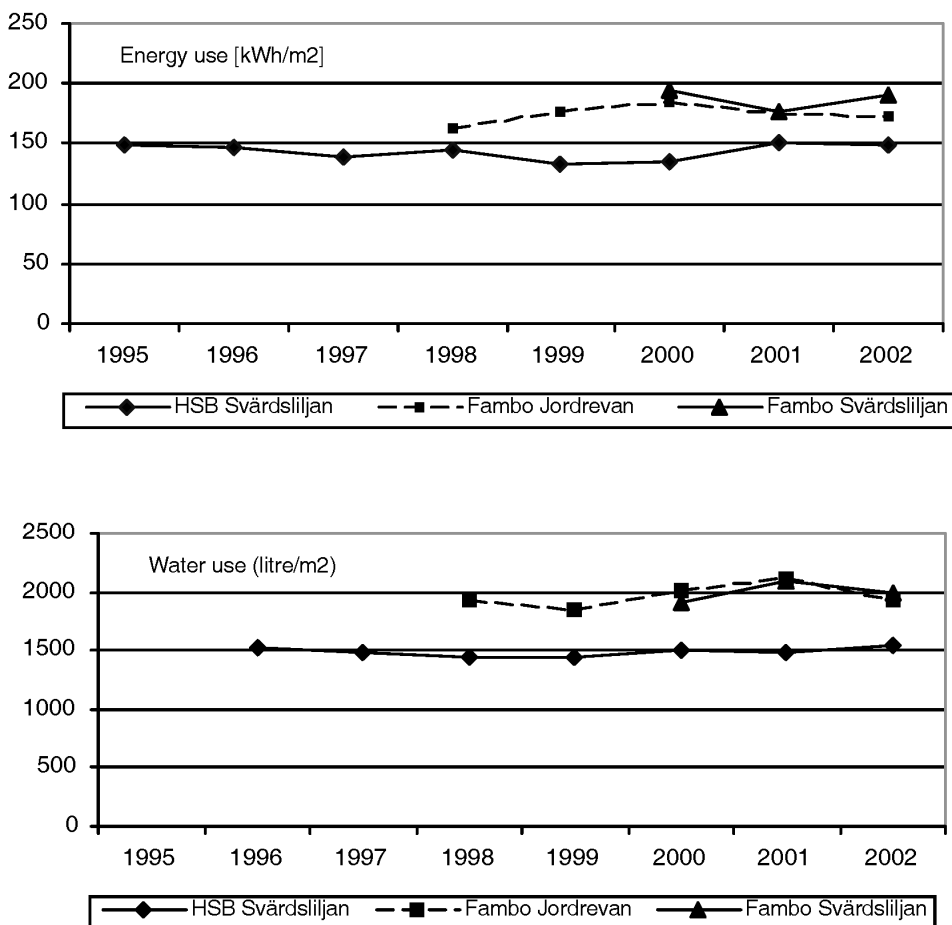 250
Energy use [kWh/m2]
200
150
100
50
0
1995 1996 1997 1998 1999 2000 2001 2002
HSB Svärdsliljan Fambo Jordrevan Fambo Svärdsliljan
2500
Water use (litre/m2)
2000
1500
1000
500
0
1995 1996 1997 1998 1999 2000 2001 2002
HSB Svärdsliljan Fambo Jordrevan Fambo Svärdsliljan